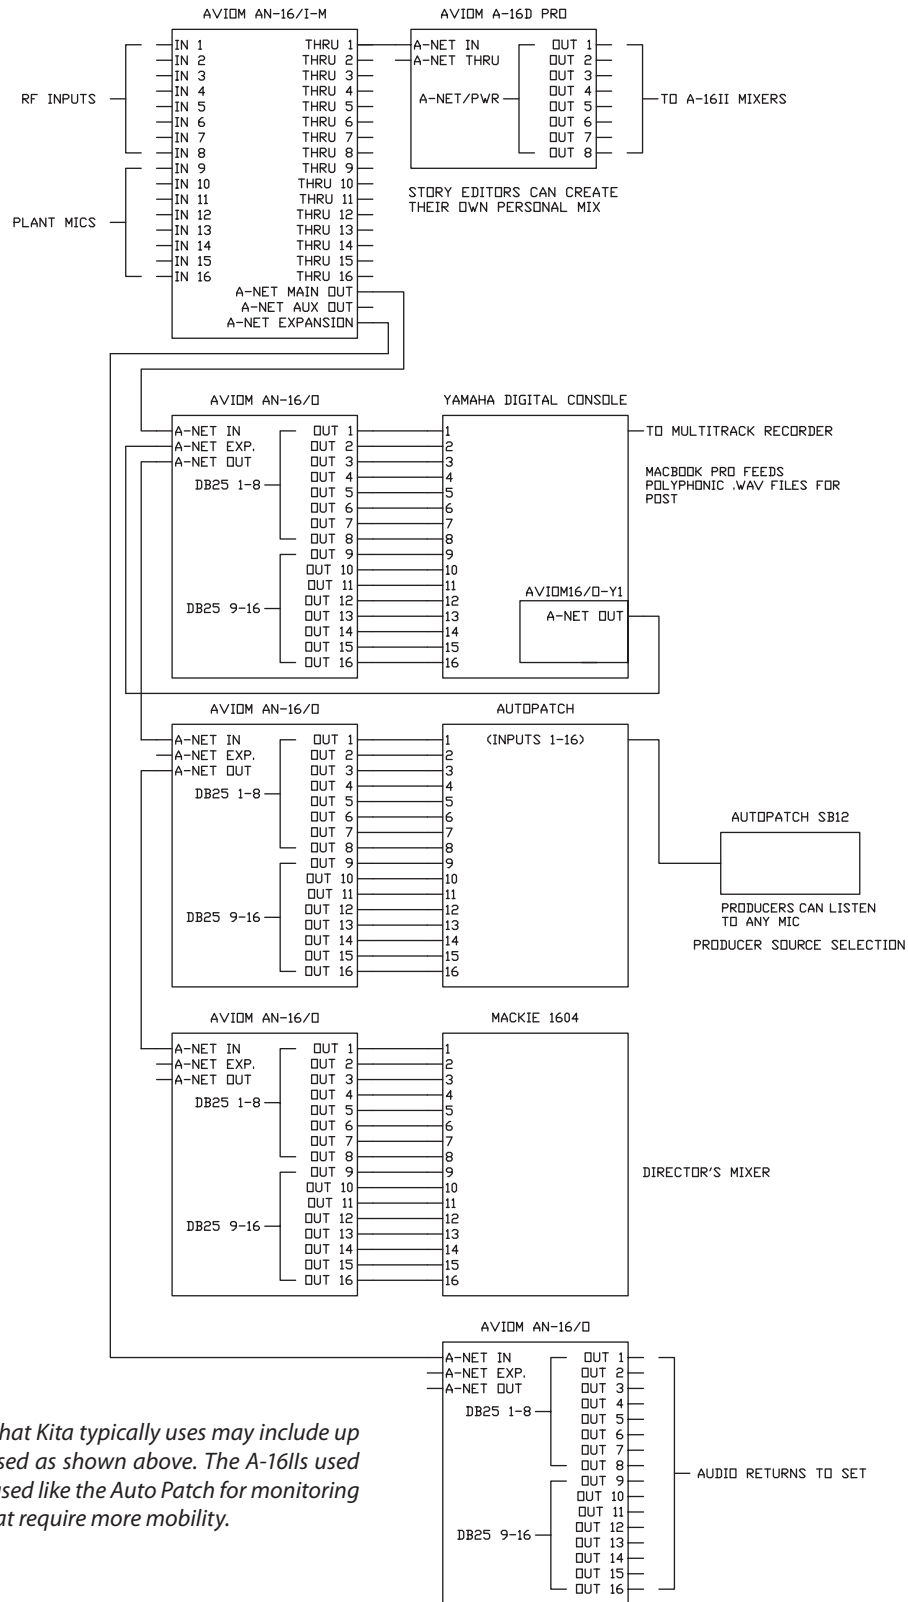 AVIOM AN-16/I-M
IN 1
IN 2
IN 3
IN 4
IN 5
IN 6
IN 7
IN 8
IN 9
IN 10
IN 11
IN 12
IN 13
IN 14
IN 15
IN 16
RF INPUTS
PLANT MICS
THRU 1
THRU 2
THRU 3
THRU 4
THRU 5
THRU 6
THRU 7
THRU 8
THRU 9
THRU 10
THRU 11
THRU 12
THRU 13
THRU 14
THRU 15
THRU 16
A-NET MAIN OUT
A-NET AUX OUT
A-NET EXPANSION
AVIOM A-16D PRO
A-NET IN
A-NET THRU
A-NET/PWR
OUT 1
OUT 2
OUT 3
OUT 4
OUT 5
OUT 6
OUT 7
OUT 8
TO A-16II MIXERS
STORY EDITORS CAN CREATE
THEIR OWN PERSONAL MIX
AVIOM AN-16/O
A-NET IN
A-NET EXP.
A-NET OUT
DB25 1-8
DB25 9-16
OUT 1
OUT 2
OUT 3
OUT 4
OUT 5
OUT 6
OUT 7
OUT 8
OUT 9
OUT 10
OUT 11
OUT 12
OUT 13
OUT 14
OUT 15
OUT 16
YAMAHA DIGITAL CONSOLE
1
2
3
4
5
6
7
8
9
10
11
12
13
14
15
16
AVIOM16/O-Y1
A-NET OUT
TO MULTITRACK RECORDER
MACBOOK PRO FEEDS
POLYPHONIC .WAV FILES FOR
POST
AVIOM AN-16/O
A-NET IN
A-NET EXP.
A-NET OUT
DB25 1-8
DB25 9-16
OUT 1
OUT 2
OUT 3
OUT 4
OUT 5
OUT 6
OUT 7
OUT 8
OUT 9
OUT 10
OUT 11
OUT 12
OUT 13
OUT 14
OUT 15
OUT 16
AUTOPATCH
(INPUTS 1-16)
1
2
3
4
5
6
7
8
9
10
11
12
13
14
15
16
AUTOPATCH SB12
PRODUCERS CAN LISTEN
TO ANY MIC
PRODUCER SOURCE SELECTION
AVIOM AN-16/O
A-NET IN
A-NET EXP.
A-NET OUT
DB25 1-8
DB25 9-16
OUT 1
OUT 2
OUT 3
OUT 4
OUT 5
OUT 6
OUT 7
OUT 8
OUT 9
OUT 10
OUT 11
OUT 12
OUT 13
OUT 14
OUT 15
OUT 16
MACKIE 1604
1
2
3
4
5
6
7
8
9
10
11
12
13
14
15
16
DIRECTOR'S MIXER
AVIOM AN-16/O
A-NET IN
A-NET EXP.
A-NET OUT
DB25 1-8
DB25 9-16
OUT 1
OUT 2
OUT 3
OUT 4
OUT 5
OUT 6
OUT 7
OUT 8
OUT 9
OUT 10
OUT 11
OUT 12
OUT 13
OUT 14
OUT 15
OUT 16
AUDIO RETURNS TO SET
hat Kita typically uses may include up
sed as shown above. The A-16IIs used
used like the Auto Patch for monitoring
at require more mobility.